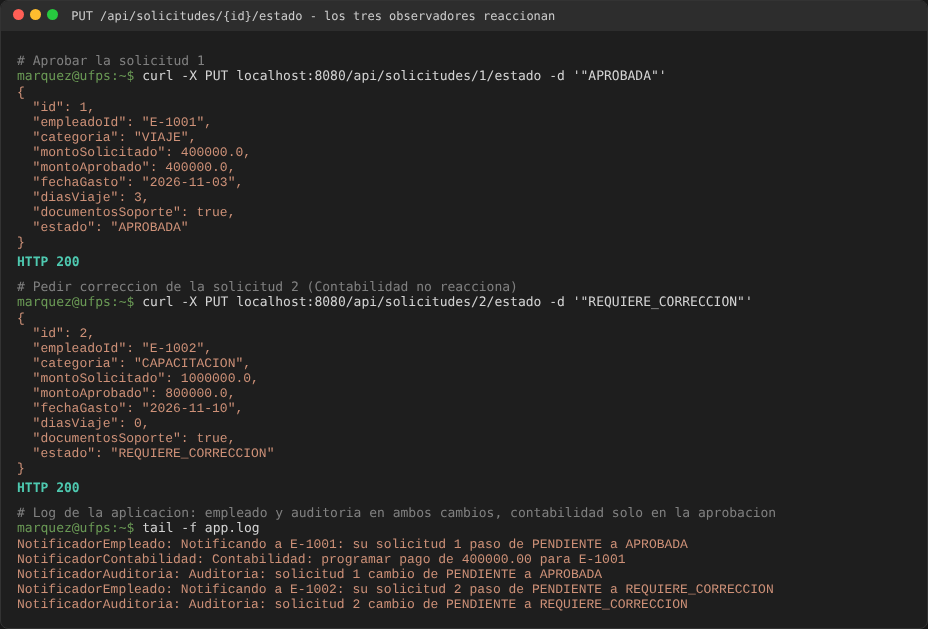 PUT /api/solicitudes/{id}/estado - los tres observadores reaccionan
# Aprobar la solicitud 1
marquez@ufps:~$ curl -X PUT localhost:8080/api/solicitudes/1/estado -d '"APROBADA"'
{
  "id": 1,
  "empleadoId": "E-1001",
  "categoria": "VIAJE",
  "montoSolicitado": 400000.0,
  "montoAprobado": 400000.0,
  "fechaGasto": "2026-11-03",
  "diasViaje": 3,
  "documentosSoporte": true,
  "estado": "APROBADA"
}
HTTP 200
# Pedir correccion de la solicitud 2 (Contabilidad no reacciona)
marquez@ufps:~$ curl -X PUT localhost:8080/api/solicitudes/2/estado -d '"REQUIERE_CORRECCION"'
{
  "id": 2,
  "empleadoId": "E-1002",
  "categoria": "CAPACITACION",
  "montoSolicitado": 1000000.0,
  "montoAprobado": 800000.0,
  "fechaGasto": "2026-11-10",
  "diasViaje": 0,
  "documentosSoporte": true,
  "estado": "REQUIERE_CORRECCION"
}
HTTP 200
# Log de la aplicacion: empleado y auditoria en ambos cambios, contabilidad solo en la aprobacion
marquez@ufps:~$ tail -f app.log
NotificadorEmpleado: Notificando a E-1001: su solicitud 1 paso de PENDIENTE a APROBADA
NotificadorContabilidad: Contabilidad: programar pago de 400000.00 para E-1001
NotificadorAuditoria: Auditoria: solicitud 1 cambio de PENDIENTE a APROBADA
NotificadorEmpleado: Notificando a E-1002: su solicitud 2 paso de PENDIENTE a REQUIERE_CORRECCION
NotificadorAuditoria: Auditoria: solicitud 2 cambio de PENDIENTE a REQUIERE_CORRECCION